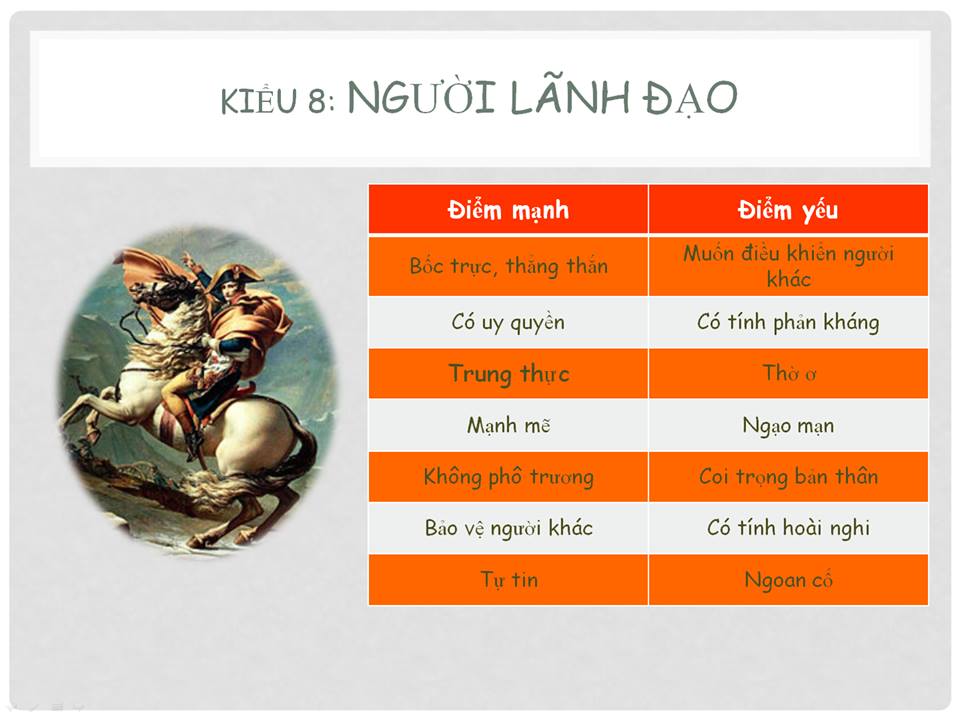 KIỂU 8: NGƯỜI LÃNH ĐẠO
Điểm mạnh Điểm yếu
Bốc trực, thẳng thắn Muốn điều khiển người
khác
Có uy quyền Có tính phản kháng
Trung thực Thờ ơ
Mạnh mẽ Ngạo mạn
Không phô trương Coi trọng bản thân
Bảo vệ người khác Có tính hoài nghi
Tự tin Ngoan cố